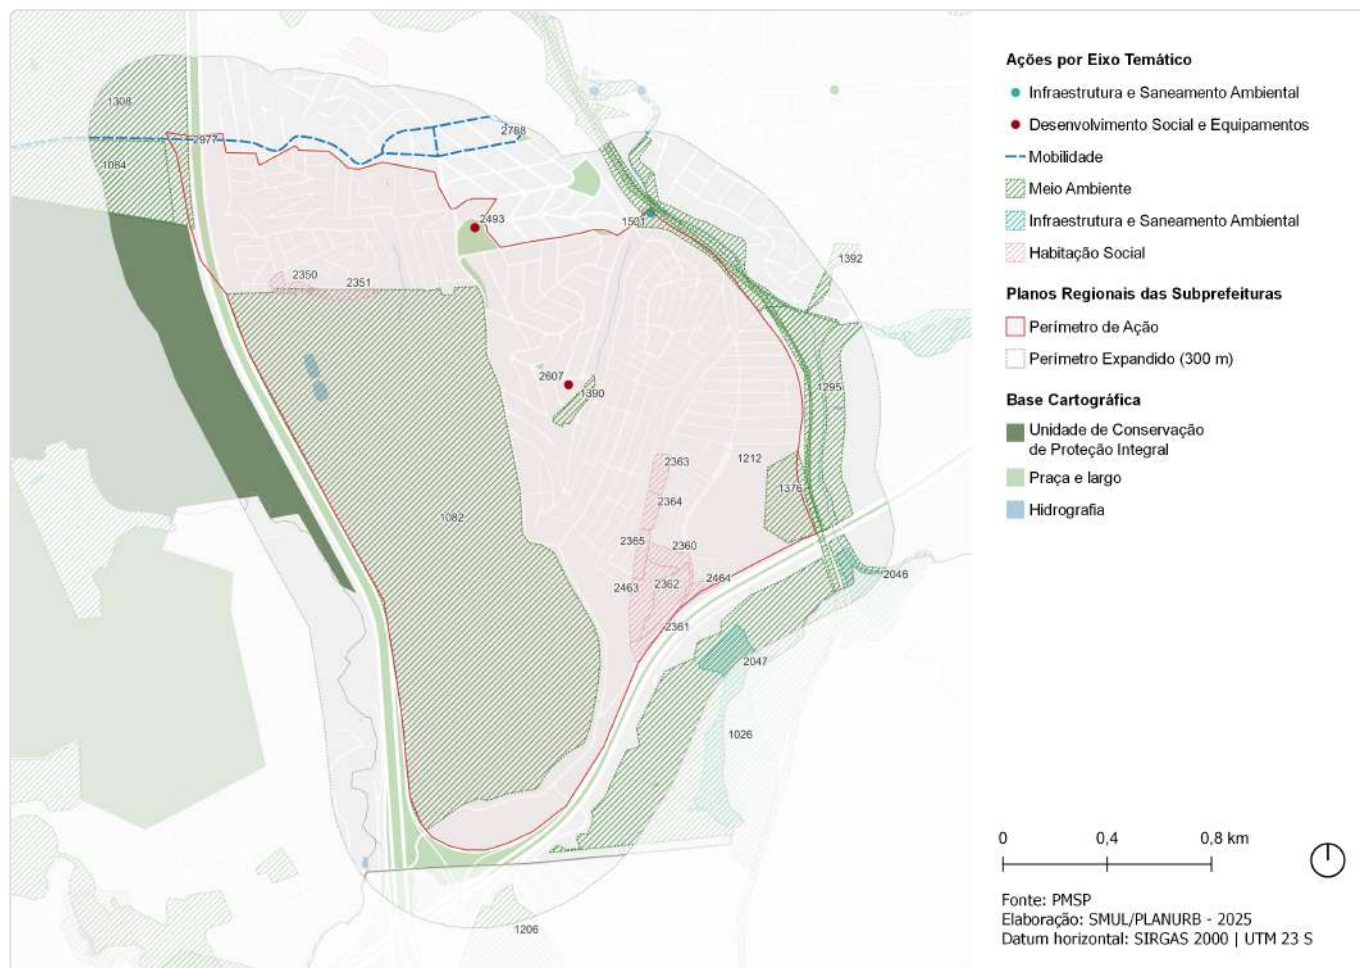 1308
2977
1084
2788
2493
1501
1392
2350
2351
2607
1390
1295
2363
1212
2364
1376
1082
2365
2360
2463
2362
2464
2046
2361
2047
1026
1206
Ações por Eixo Temático
Infraestrutura e Saneamento Ambiental
Desenvolvimento Social e Equipamentos
Mobilidade
Meio Ambiente
Infraestrutura e Saneamento Ambiental
Habitação Social
Planos Regionais das Subprefeituras
Perímetro de Ação
Perímetro Expandido (300 m)
Base Cartográfica
Unidade de Conservação
de Proteção Integral
Praça e largo
Hidrografia
0 0,4 0,8 km
Fonte: PMSP
Elaboração: SMUL/PLANURB - 2025
Datum horizontal: SIRGAS 2000 | UTM 23 S